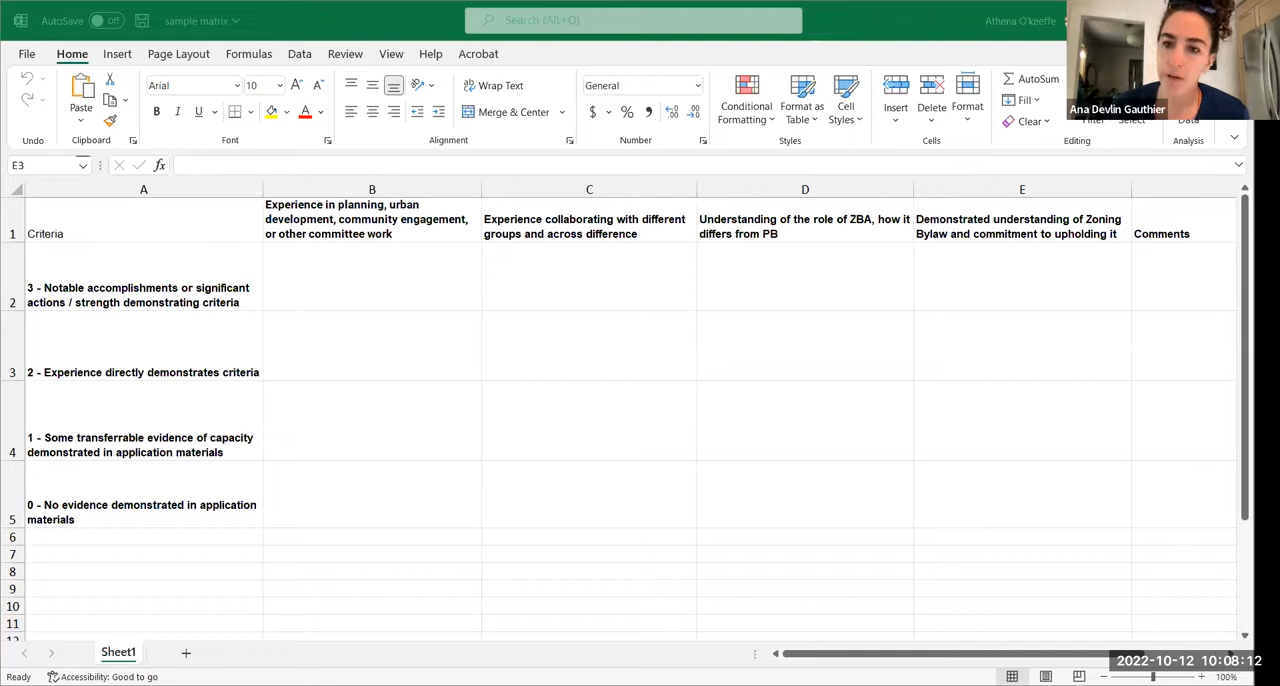 AutoSave Off sample matrix Search (Alt+Q) Athena O'keeffe
File Home Insert Page Layout Formulas Data Review View Help Acrobat
Arial 10 Wrap Text General AutoSum
Paste B I U Merge & Center $ % Conditional Formatting Format as Table Cell Styles Insert Delete Format Fill
Clear
Ana Devlin Gauthier
Undo Clipboard Font Alignment Number Styles Cells Editing Analysis
E3 fx
A B C D E
1 Criteria
Experience in planning, urban
development, community engagement,
or other committee work
Experience collaborating with different
groups and across difference
Understanding of the role of ZBA, how it
differs from PB
Demonstrated understanding of Zoning
Bylaw and commitment to upholding it
Comments
2
3 - Notable accomplishments or significant
actions / strength demonstrating criteria
3
2 - Experience directly demonstrates criteria
4
1 - Some transferrable evidence of capacity
demonstrated in application materials
5
0 - No evidence demonstrated in application
materials
6
7
8
9
10
11
Sheet1
2022-10-12 10:08:12
Ready Accessibility: Good to go 100%